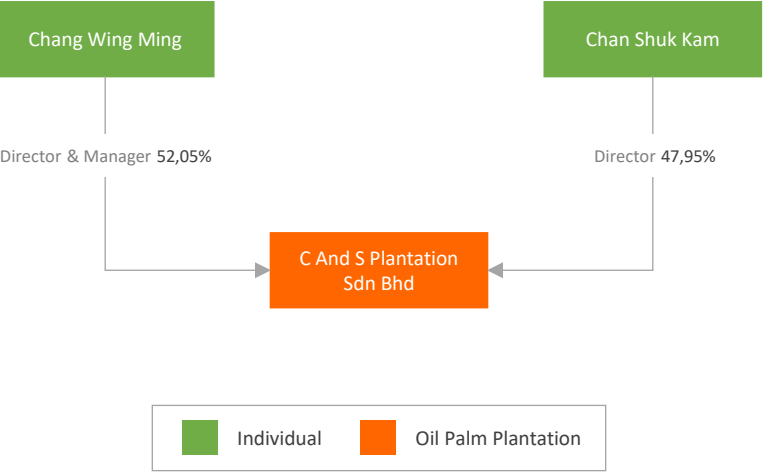 Chang Wing Ming
Chan Shuk Kam
Director & Manager 52,05%
Director 47,95%
C And S Plantation
Sdn Bhd
Individual
Oil Palm Plantation